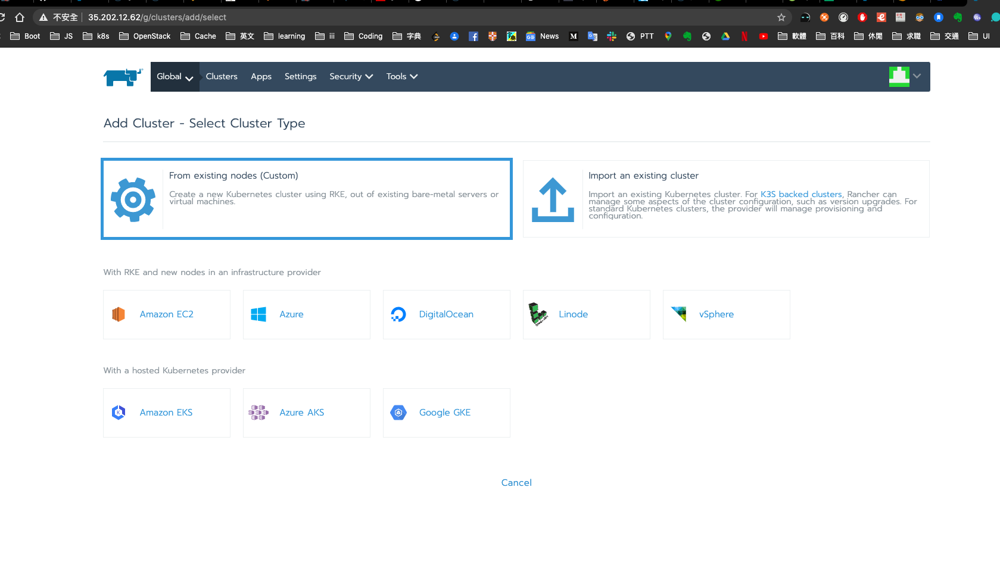 不安全 35.202.12.62/g/clusters/add/select
Boot JS k8s OpenStack Cache 英文 learning iii Coding 字典 News M PTT 軟體 百科 休閒 求職 交通 UI
Global Clusters Apps Settings Security Tools
Add Cluster - Select Cluster Type
From existing nodes (Custom)
Create a new Kubernetes cluster using RKE, out of existing bare-metal servers or
virtual machines.
Import an existing cluster
Import an existing Kubernetes cluster. For K3S backed clusters, Rancher can
manage some aspects of the cluster configuration, such as version upgrades. For
standard Kubernetes clusters, the provider will manage provisioning and
configuration.
With RKE and new nodes in an infrastructure provider
Amazon EC2 Azure DigitalOcean Linode vSphere
With a hosted Kubernetes provider
Amazon EKS Azure AKS Google GKE
Cancel